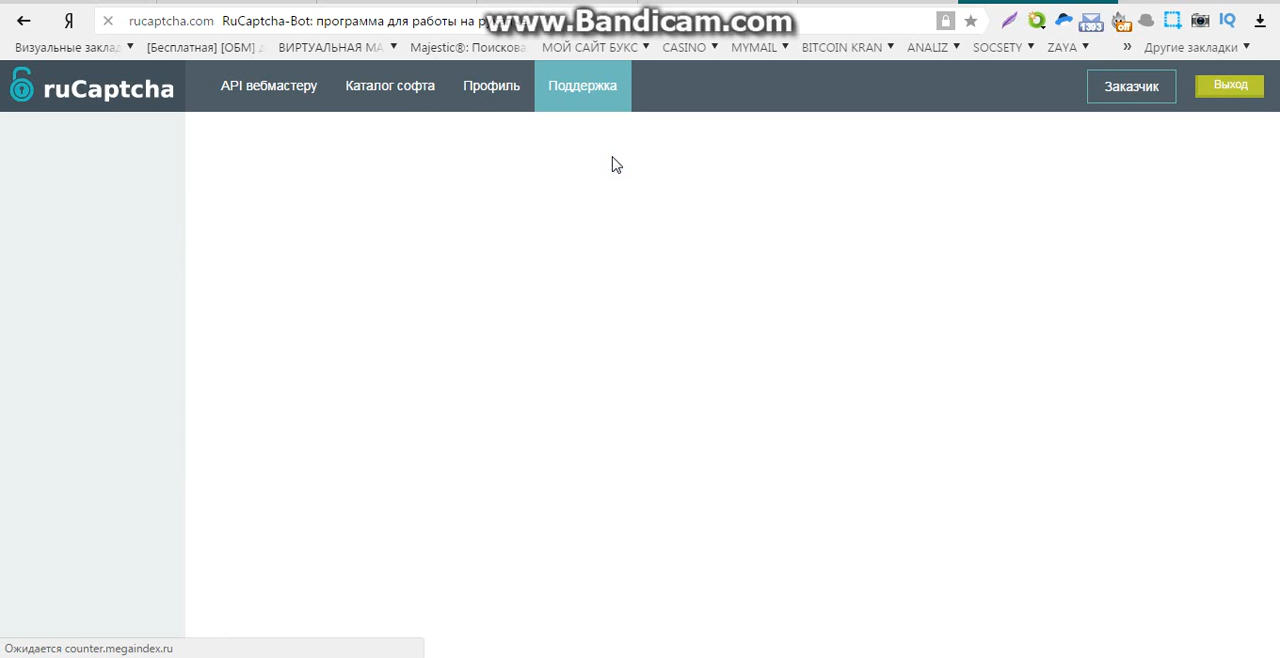 www.Bandicam.com
Я rucaptcha.com RuCaptcha-Bot: программа для работы на
Визуальные заклад [Бесплатная] [ОБМ] ВИРТУАЛЬНАЯ МА Majestic®: Поискова МОЙ САЙТ БУКС CASINO MYMAIL BITCOIN KRAN ANALIZ SOCSETY ZAYA » Другие закладки
ruCaptcha API вебмастеру Каталог софта Профиль Поддержка Заказчик Выход
Ожидается counter.megaindex.ru